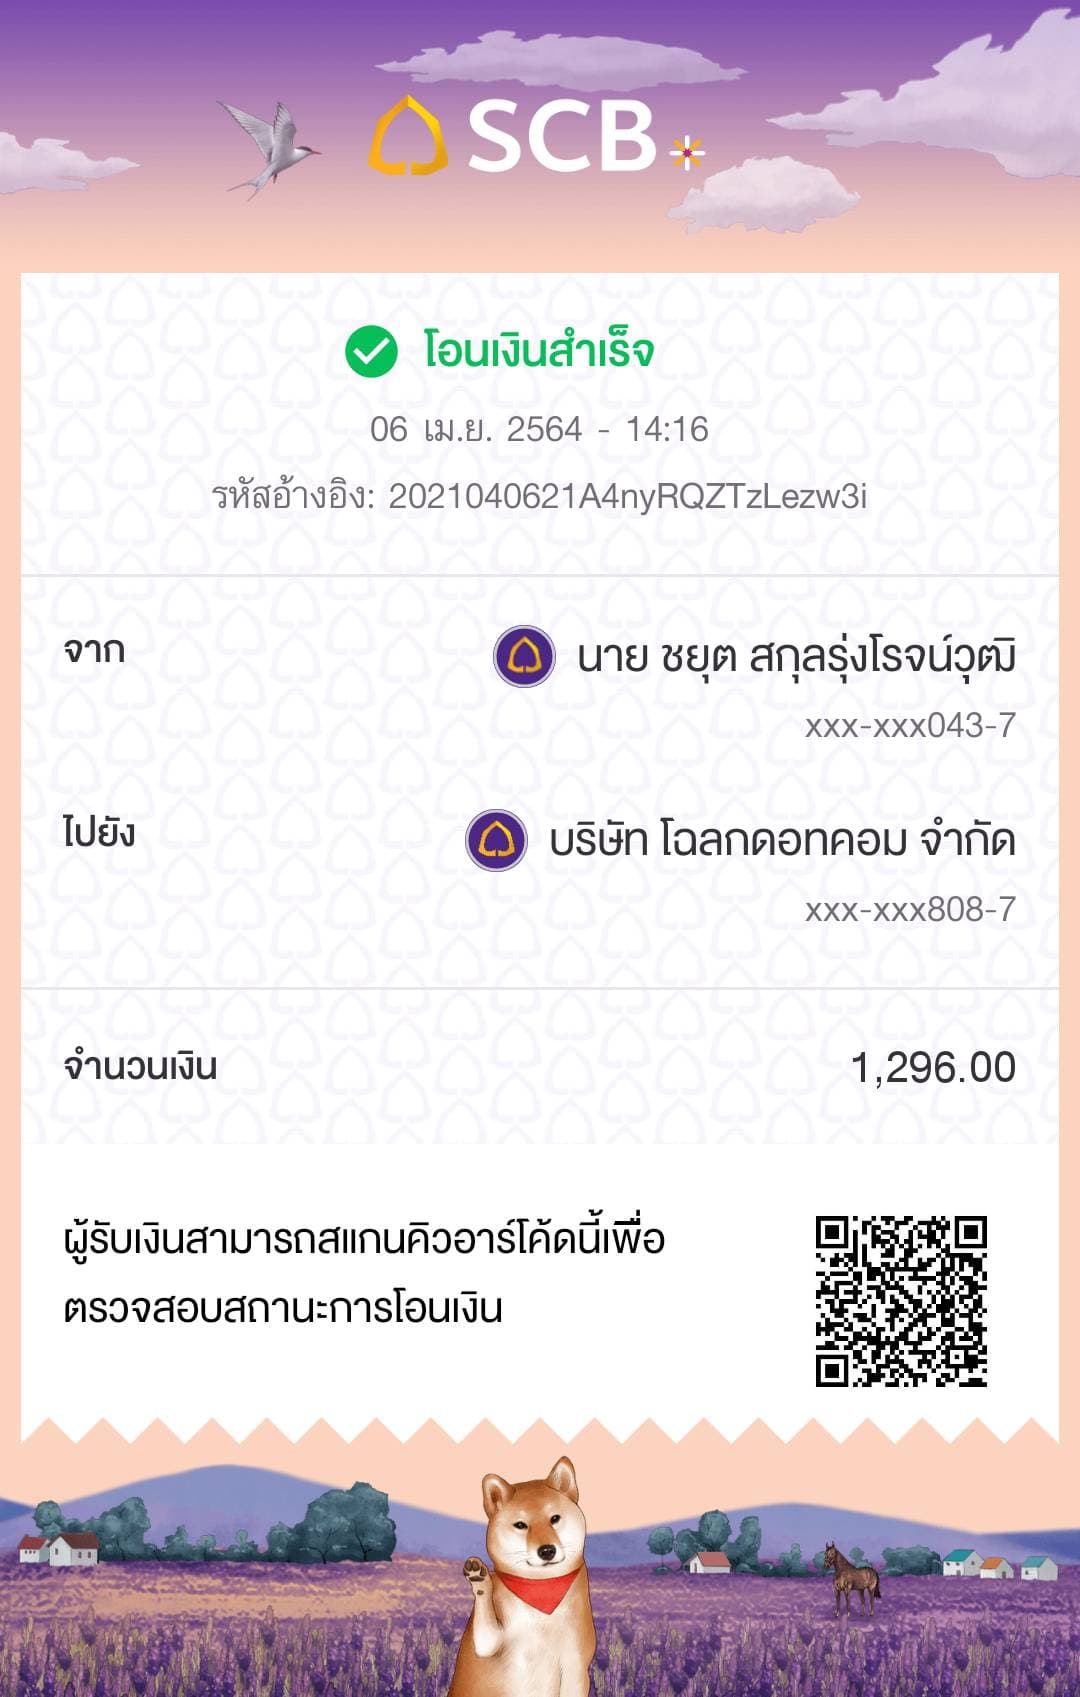 SCB
โอนเงินสำเร็จ
06 เม.ย. 2564 - 14:16
รหัสอ้างอิง: 2021040621A4nyRQZTzLezw3i
จาก
นาย ชยุต สกุลรุ่งโรจน์วุฒิ
xxx-xxx043-7
ไปยัง
บริษัท โฉลกดอทคอม จำกัด
xxx-xxx808-7
จำนวนเงิน 1,296.00
ผู้รับเงินสามารถสแกนคิวอาร์โค้ดนี้เพื่อ
ตรวจสอบสถานะการโอนเงิน